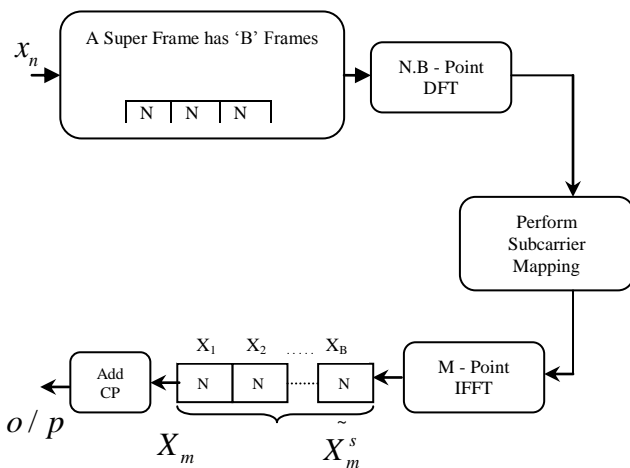 A Super Frame has ‘B’ Frames
x_n
N N N
N.B - Point
DFT
Perform
Subcarrier
Mapping
X_1 X_2 ..... X_B
M - Point
IFFT
Add
CP
N N ....... N
o / p
X_m
X̃_m^s